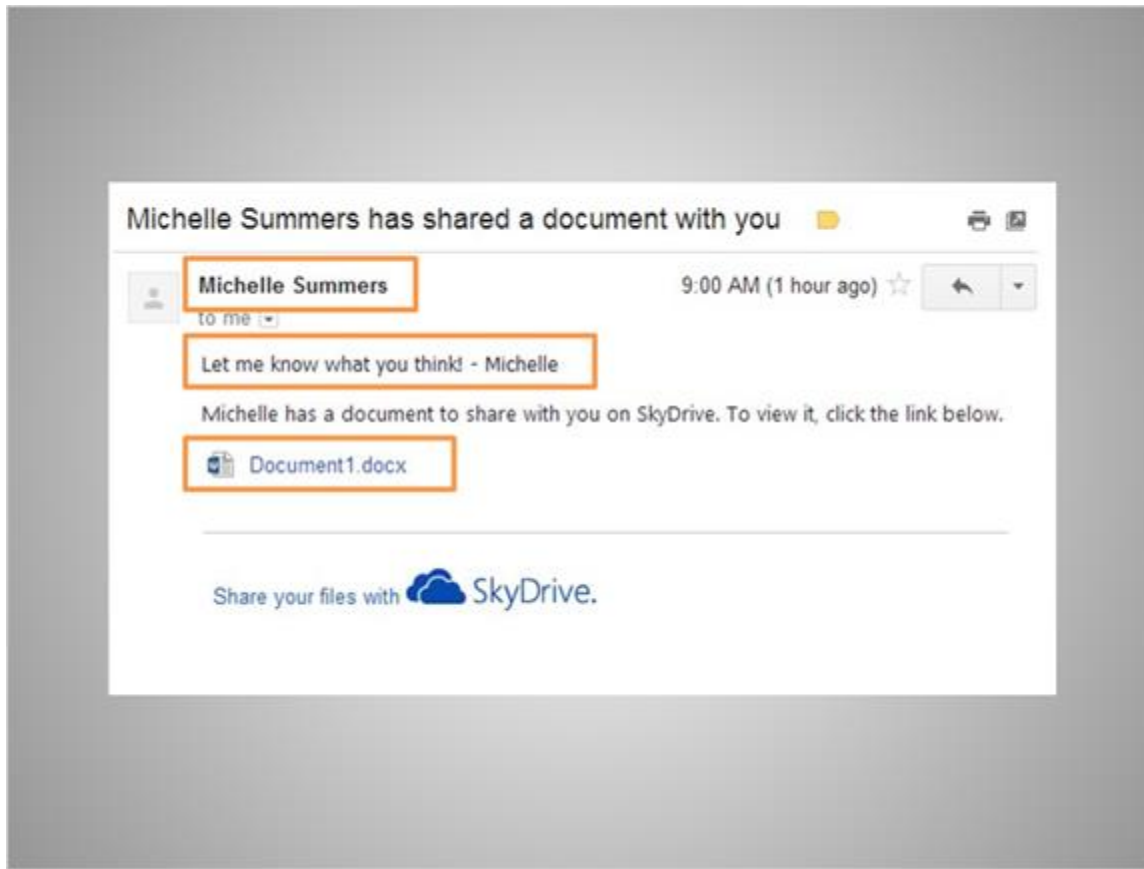 Michelle Summers has shared a document with you
Michelle Summers
9:00 AM (1 hour ago)
to me
Let me know what you think! - Michelle
Michelle has a document to share with you on SkyDrive. To view it, click the link below.
Document1.docx
Share your files with SkyDrive.